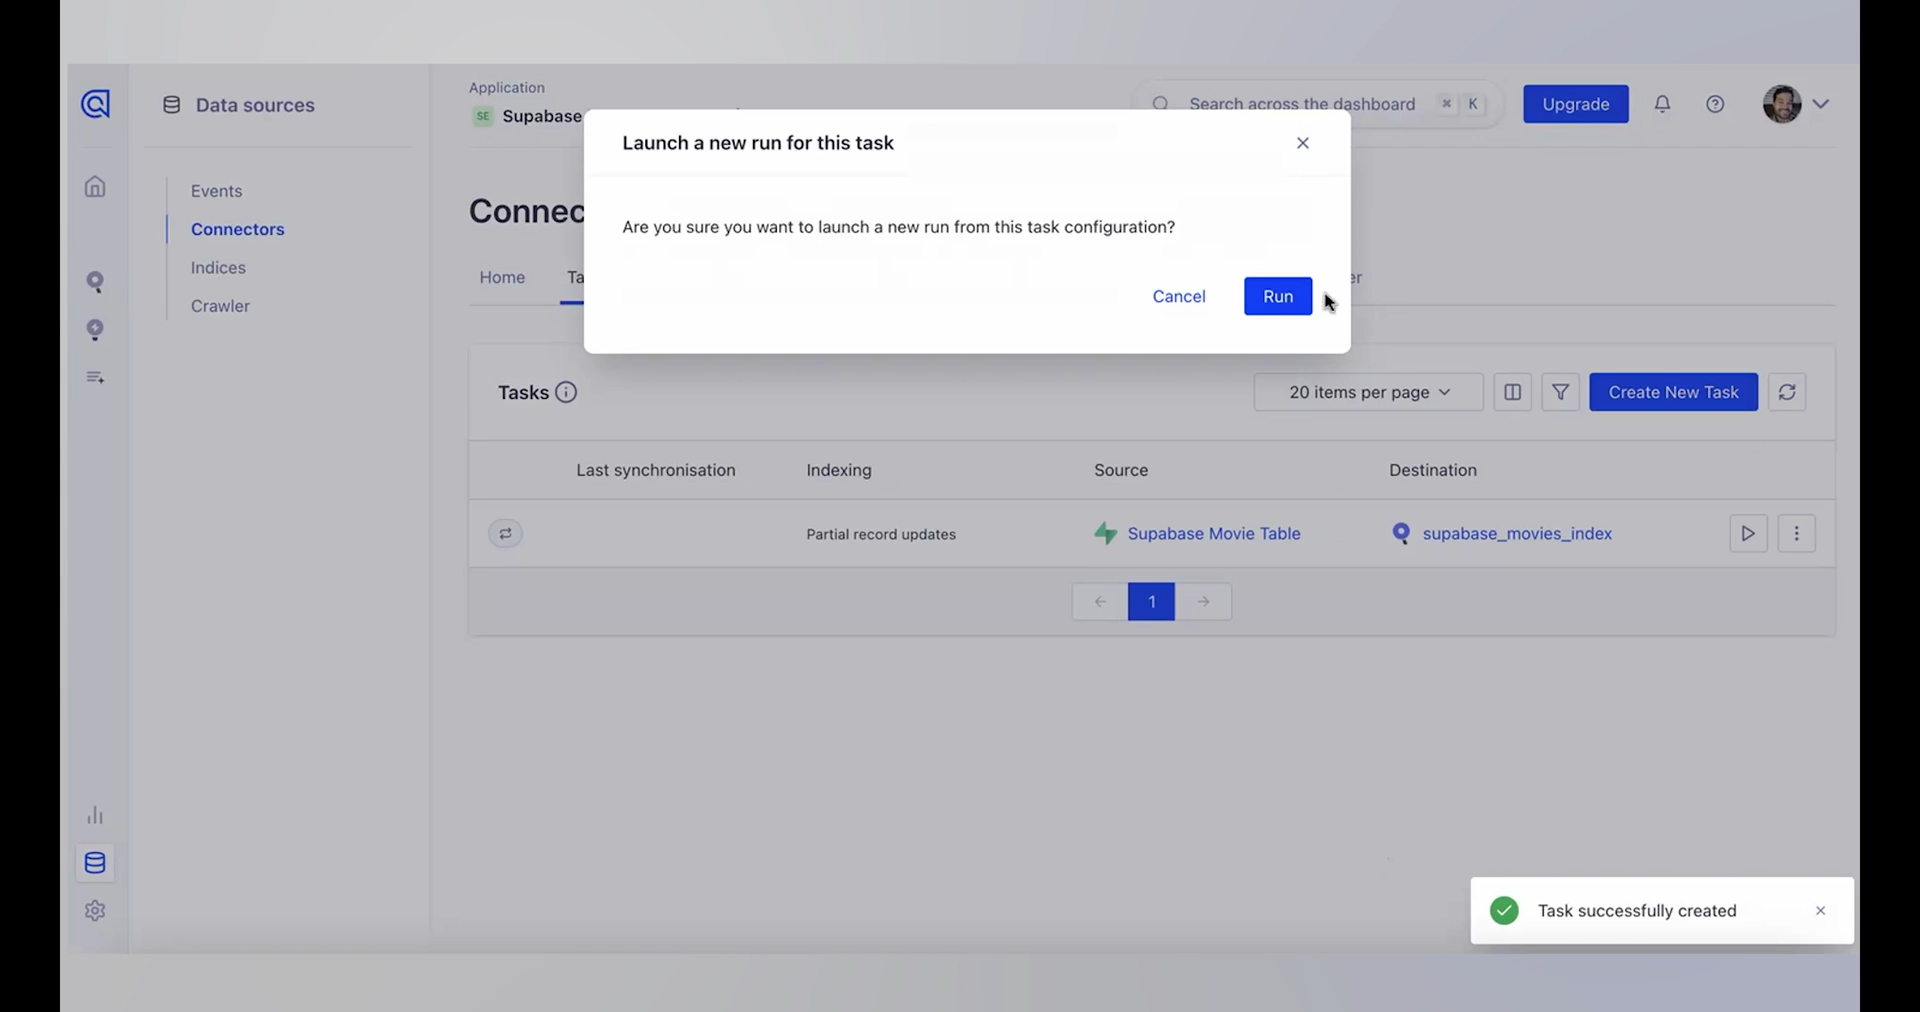 Data sources
Events
Connectors
Indices
Crawler
Application
SE Supabase
Search across the dashboard ⌘ K
Upgrade
Launch a new run for this task
Are you sure you want to launch a new run from this task configuration?
Cancel
Run
Connec
Home Ta er
Tasks
20 items per page
Create New Task
Last synchronisation Indexing Source Destination
Partial record updates Supabase Movie Table supabase_movies_index
1
Task successfully created